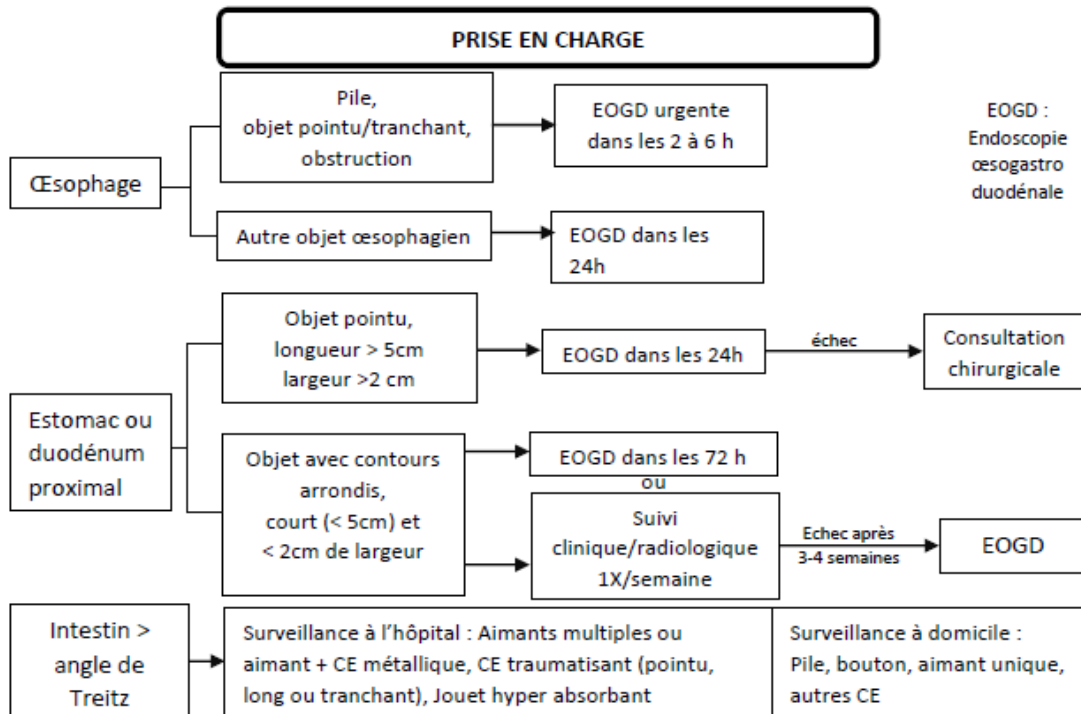 PRISE EN CHARGE
Pile,
objet pointu/tranchant,
obstruction
EOGD urgente
dans les 2 à 6 h
EOGD :
Endoscopie
œsogastro
duodénale
Œsophage
Autre objet œsophagien
EOGD dans les
24h
Objet pointu,
longueur > 5cm
largeur >2 cm
EOGD dans les 24h
échec
Consultation
chirurgicale
Estomac ou
duodénum
proximal
Objet avec contours
arrondis,
court (< 5cm) et
< 2cm de largeur
EOGD dans les 72 h
ou
Suivi
clinique/radiologique
1X/semaine
Echec après
3-4 semaines
EOGD
Intestin >
angle de
Treitz
Surveillance à l'hôpital : Aimants multiples ou
aimant + CE métallique, CE traumatisant (pointu,
long ou tranchant), Jouet hyper absorbant
Surveillance à domicile :
Pile, bouton, aimant unique,
autres CE